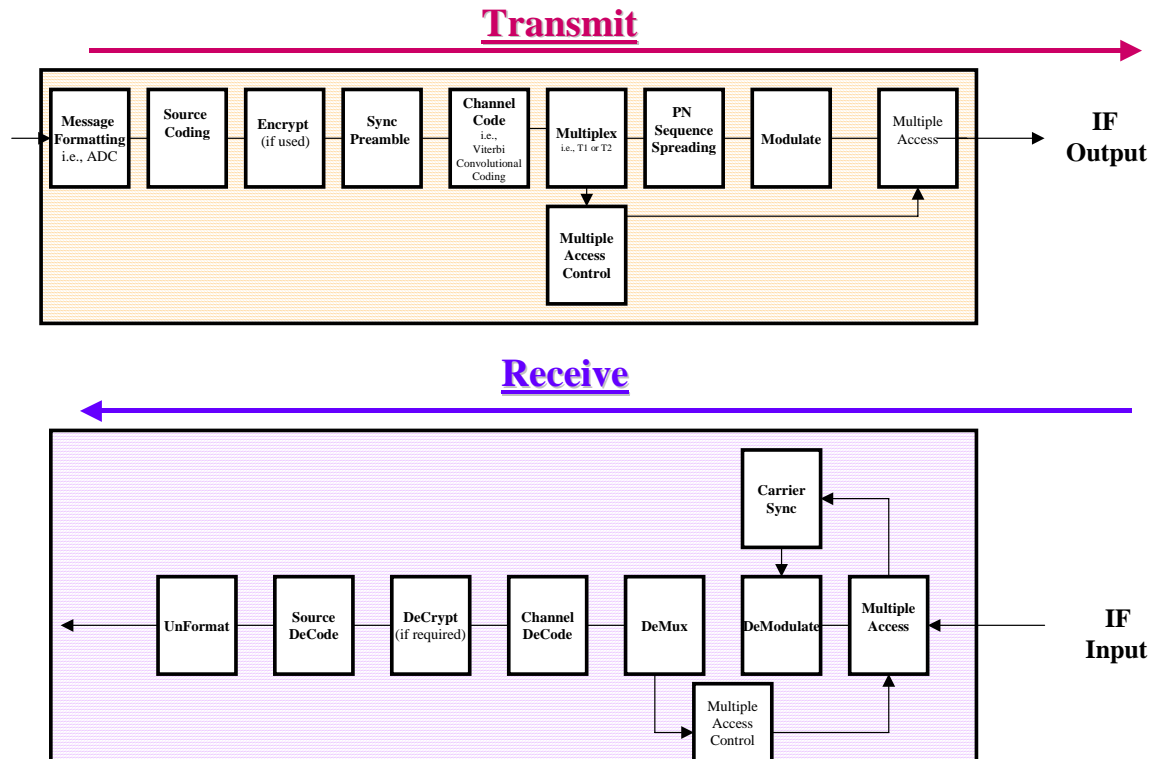 Transmit
Message
Formatting
i.e., ADC
Source
Coding
Encrypt
(if used)
Sync
Preamble
Channel
Code
i.e.,
Viterbi
Convolutional
Coding
Multiplex
i.e., T1 or T2
PN
Sequence
Spreading
Modulate
Multiple
Access
IF
Output
Multiple
Access
Control
Receive
Carrier
Sync
UnFormat
Source
DeCode
DeCrypt
(if required)
Channel
DeCode
DeMux
DeModulate
Multiple
Access
IF
Input
Multiple
Access
Control